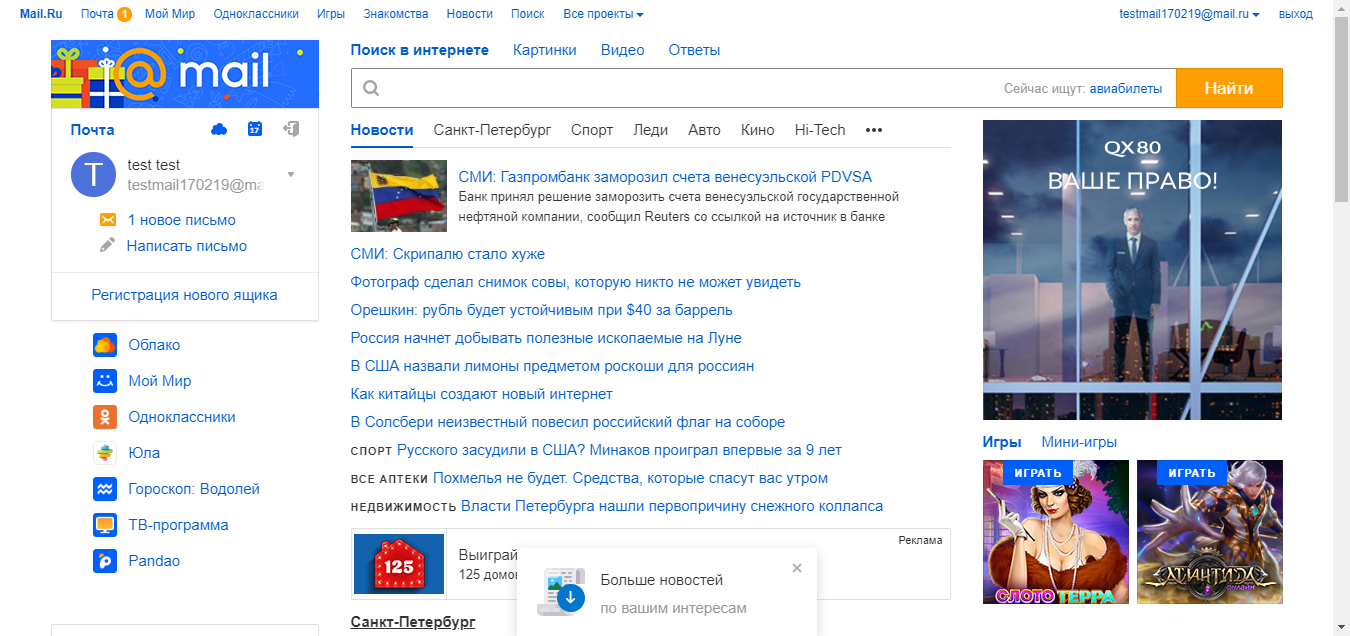 Mail.Ru Почта 1 Мой Мир Одноклассники Игры Знакомства Новости Поиск Все проекты testmail170219@mail.ru выход
@mail
Почта 17
T
test test
testmail170219@ma
1 новое письмо
Написать письмо
Регистрация нового ящика
Облако
Мой Мир
Одноклассники
Юла
Гороскоп: Водолей
ТВ-программа
Pandao
Поиск в интернете Картинки Видео Ответы
Сейчас ищут: авиабилеты Найти
Новости Санкт-Петербург Спорт Леди Авто Кино Hi-Tech •••
СМИ: Газпромбанк заморозил счета венесуэльской PDVSA
Банк принял решение заморозить счета венесуэльской государственной
нефтяной компании, сообщил Reuters со ссылкой на источник в банке
СМИ: Скрипалю стало хуже
Фотограф сделал снимок совы, которую никто не может увидеть
Орешкин: рубль будет устойчивым при $40 за баррель
Россия начнет добывать полезные ископаемые на Луне
В США назвали лимоны предметом роскоши для россиян
Как китайцы создают новый интернет
В Солсбери неизвестный повесил российский флаг на соборе
СПОРТ Русского засудили в США? Минаков проиграл впервые за 9 лет
ВСЕ АПТЕКИ Похмелья не будет. Средства, которые спасут вас утром
НЕДВИЖИМОСТЬ Власти Петербурга нашли первопричину снежного коллапса
125
Выиграй
125 домов
Реклама
Больше новостей
по вашим интересам
Санкт-Петербург
QX80
ВАШЕ ПРАВО!
Игры Мини-игры
ИГРАТЬ ИГРАТЬ
СЛОТО ТЕРРА
АТЛАНТИДА
ОНЛАЙН